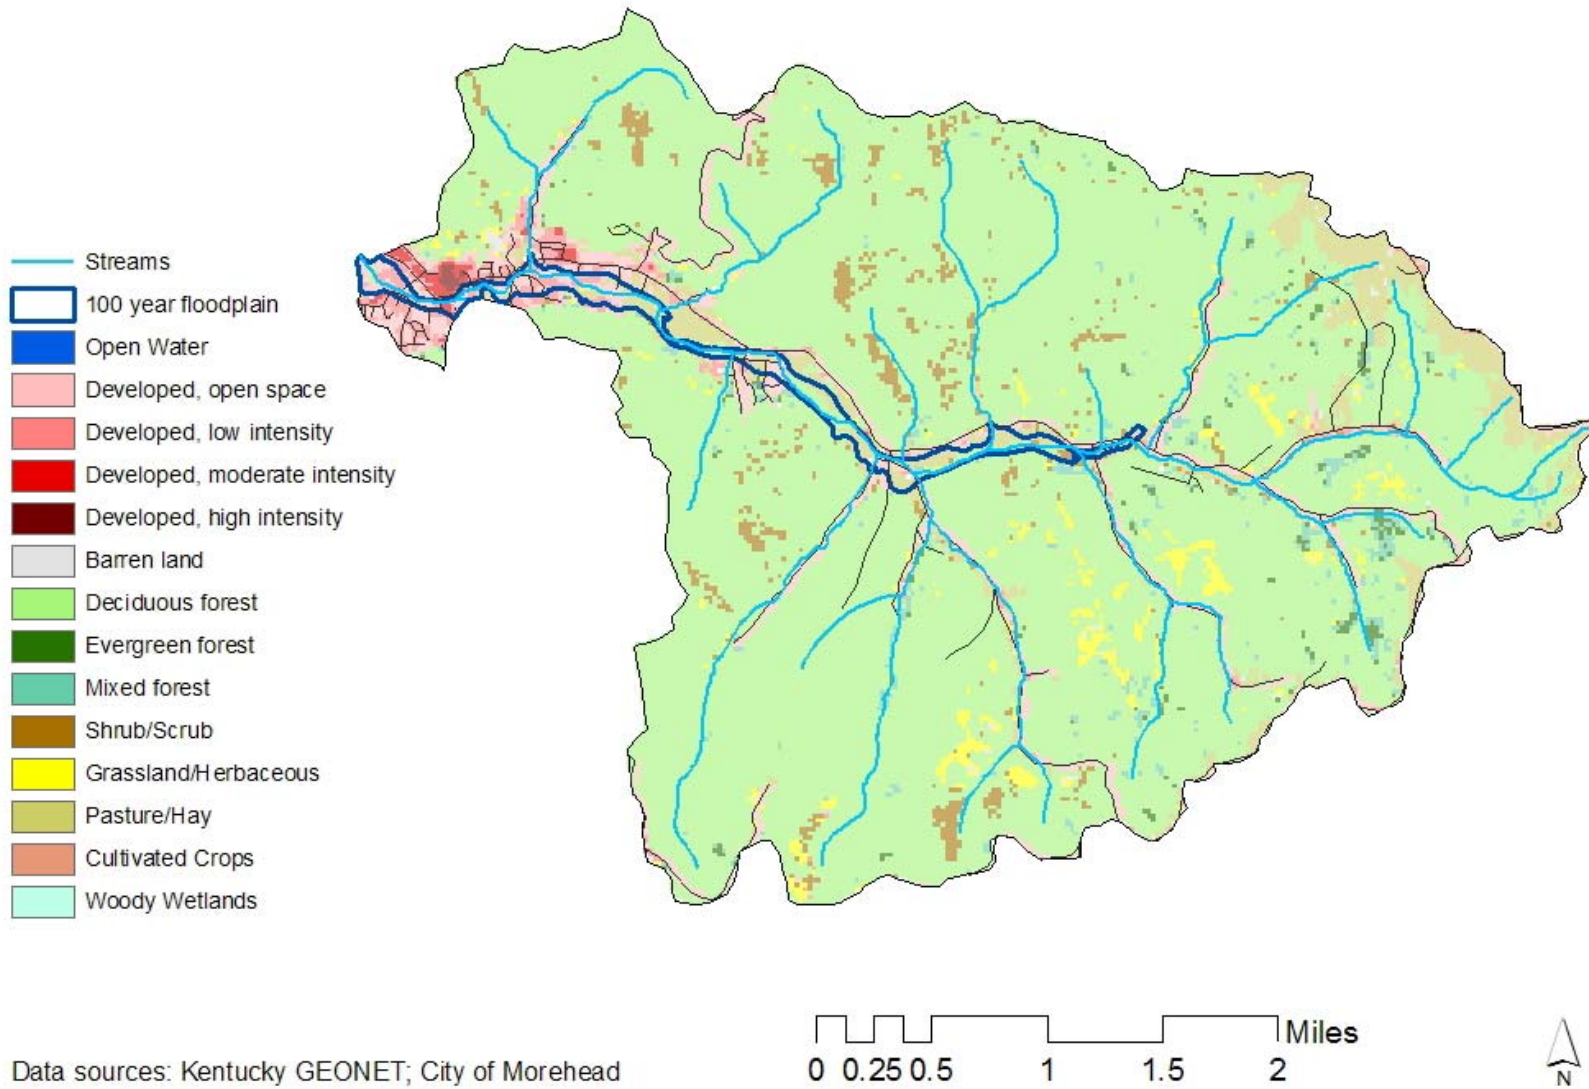 Streams
100 year floodplain
Open Water
Developed, open space
Developed, low intensity
Developed, moderate intensity
Developed, high intensity
Barren land
Deciduous forest
Evergreen forest
Mixed forest
Shrub/Scrub
Grassland/Herbaceous
Pasture/Hay
Cultivated Crops
Woody Wetlands
Miles
0 0.25 0.5 1 1.5 2
Data sources: Kentucky GEONET; City of Morehead
N